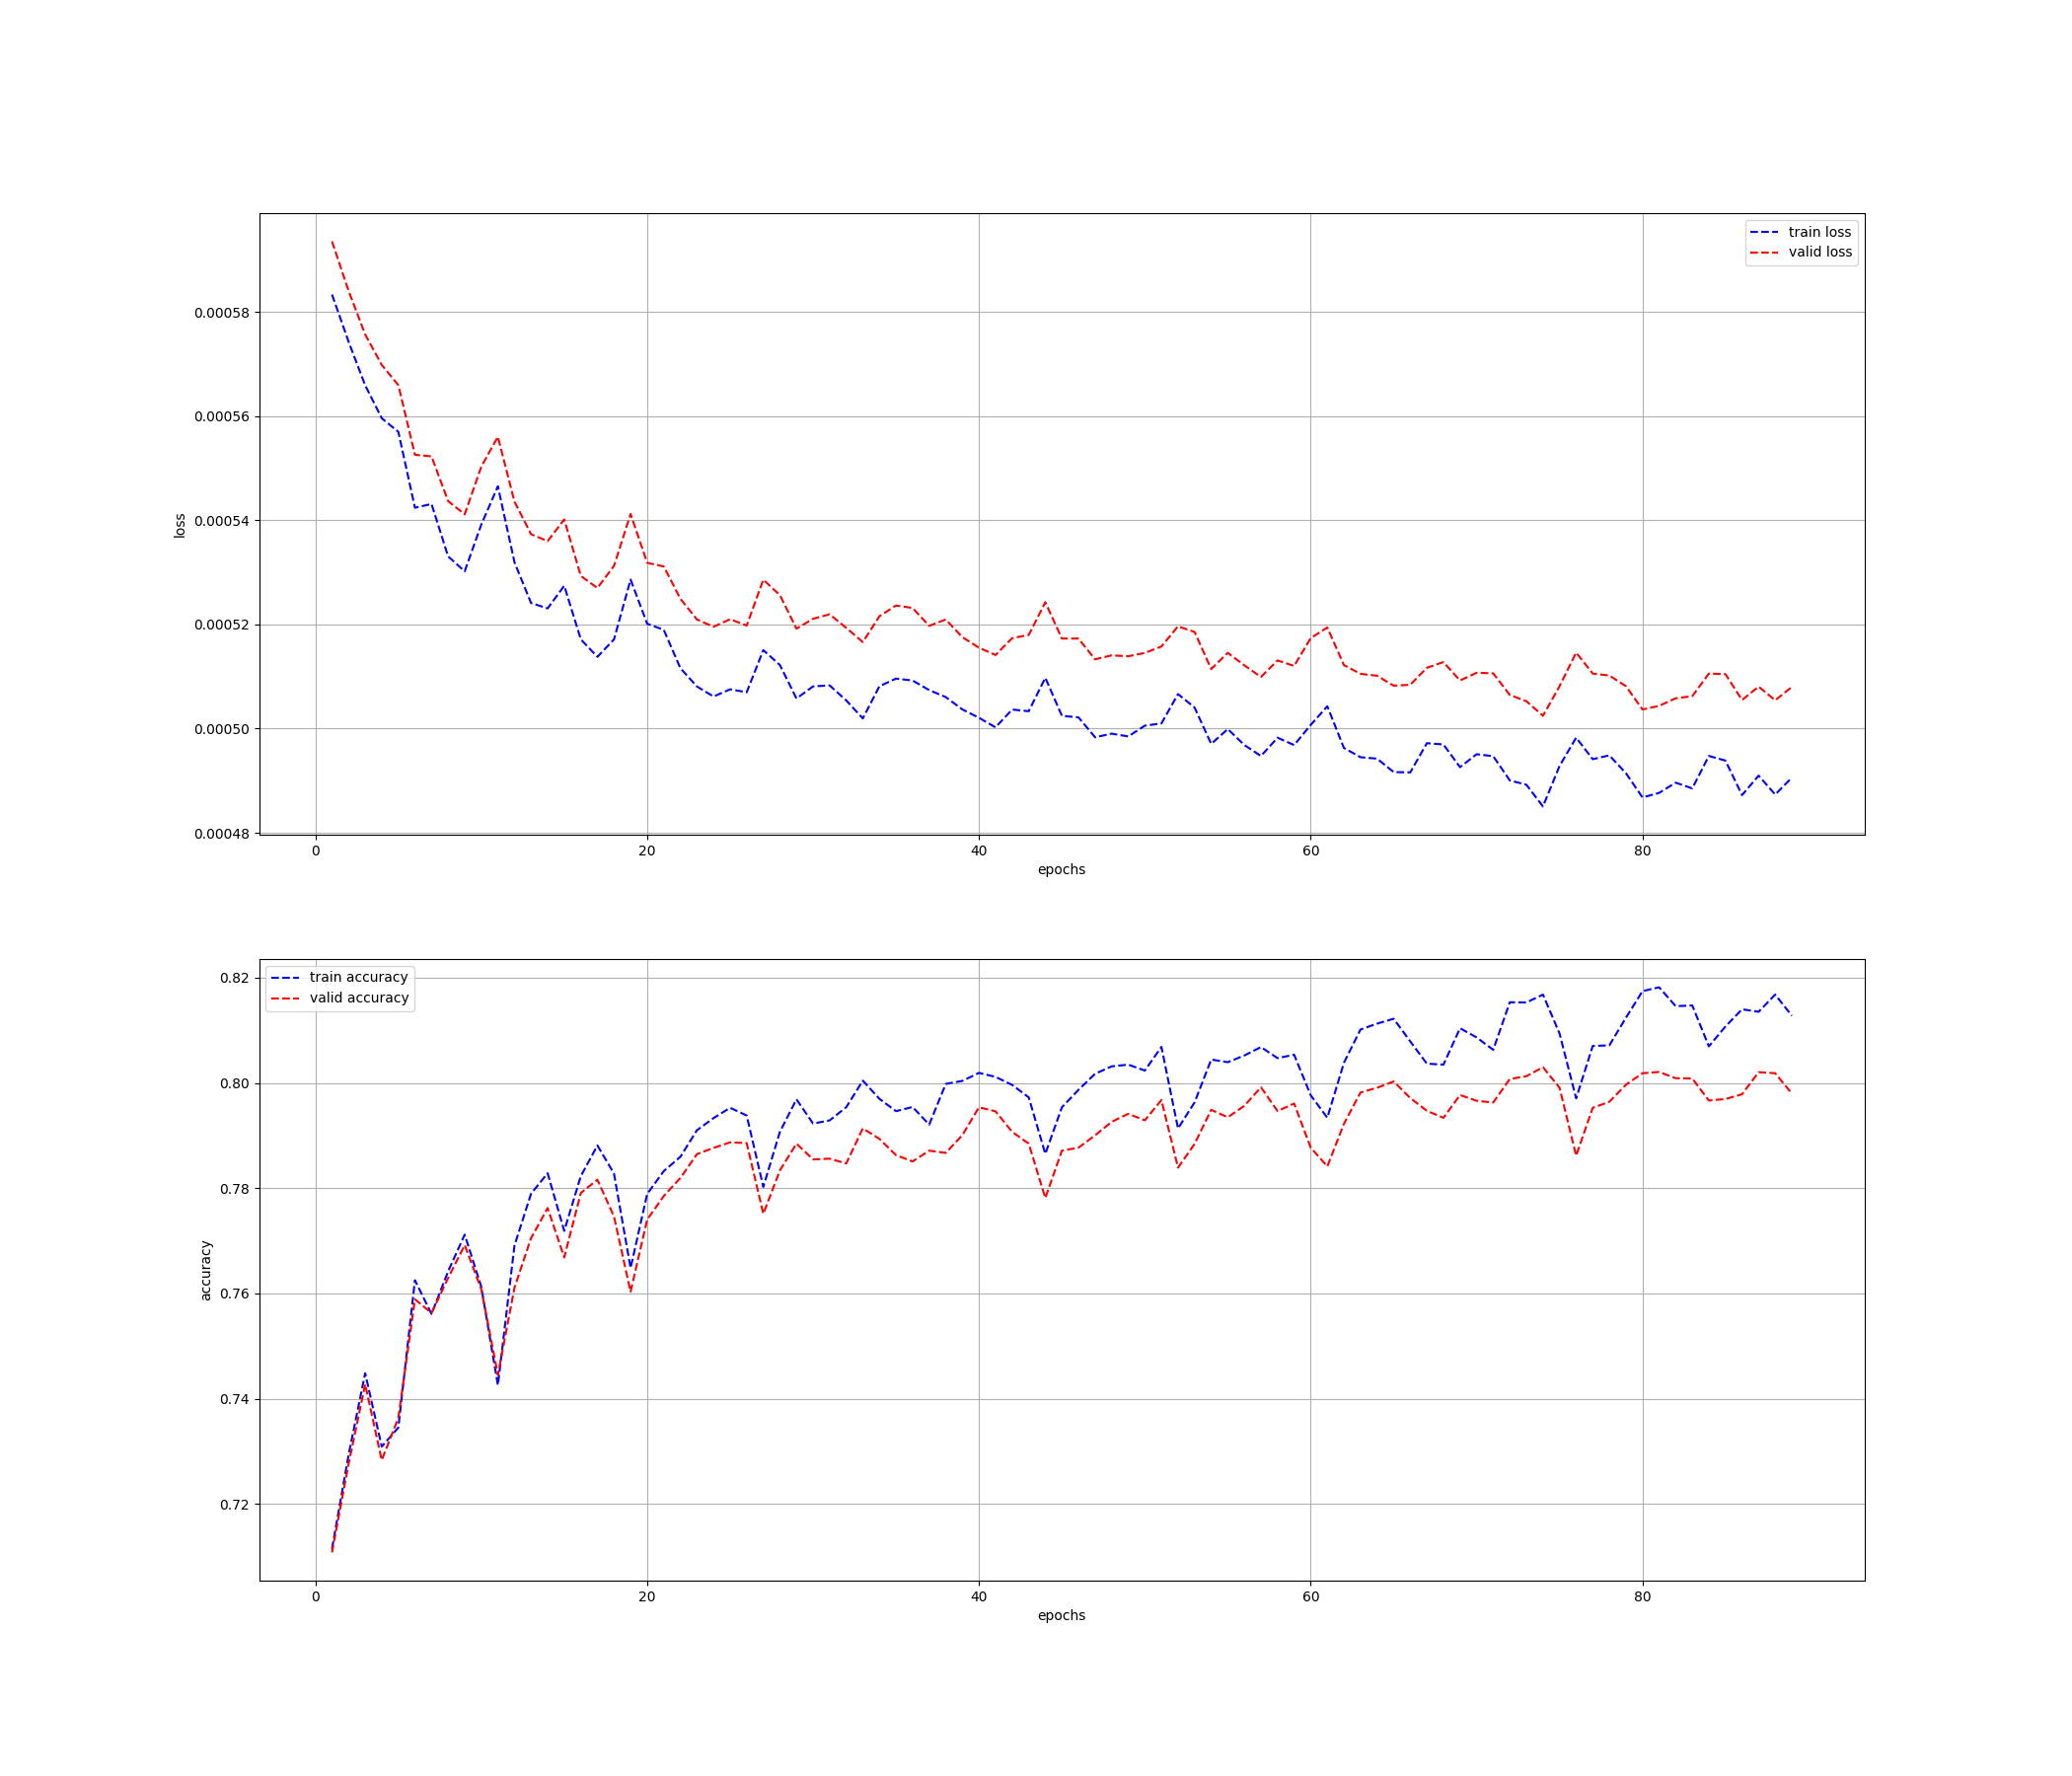 train loss
valid loss
0.00058
0.00056
0.00054
0.00052
0.00050
0.00048
loss
0 20 40 60 80
epochs
train accuracy
valid accuracy
0.82
0.80
0.78
0.76
0.74
0.72
accuracy
0 20 40 60 80
epochs